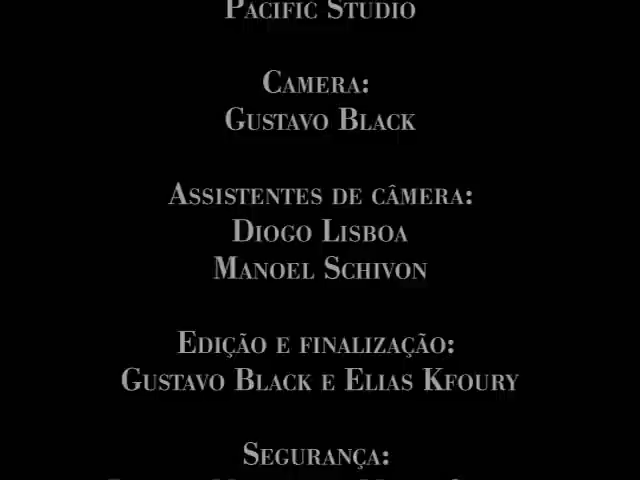 Pacific Studio
Camera:
Gustavo Black
Assistentes de câmera:
Diogo Lisboa
Manoel Schivon
Edição e finalização:
Gustavo Black e Elias Kfoury
Segurança: